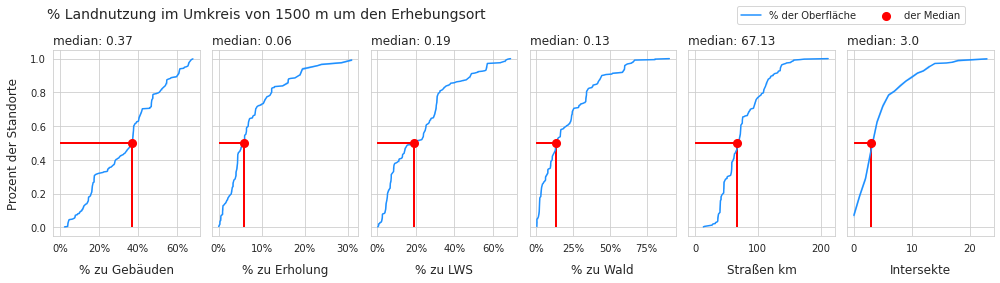 % Landnutzung im Umkreis von 1500 m um den Erhebungsort
% der Oberfläche der Median
median: 0.37 median: 0.06 median: 0.19 median: 0.13 median: 67.13 median: 3.0
Prozent der Standorte
1.0
0.8
0.6
0.4
0.2
0.0
0% 20% 40% 60% 0% 10% 20% 30% 0% 20% 40% 60% 0% 25% 50% 75% 0 100 200 0 10 20
% zu Gebäuden % zu Erholung % zu LWS % zu Wald Straßen km Intersekte